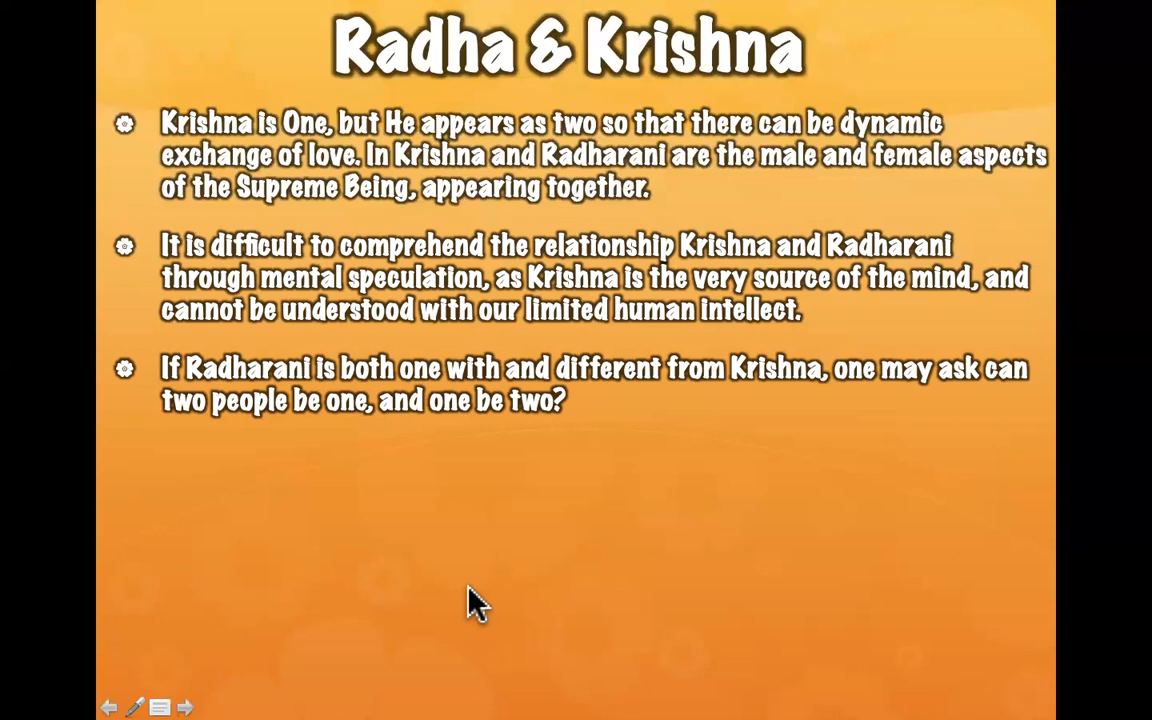 Radha & Krishna
Krishna is One, but He appears as two so that there can be dynamic
exchange of love. In Krishna and Radharani are the male and female aspects
of the Supreme Being, appearing together.
It is difficult to comprehend the relationship Krishna and Radharani
through mental speculation, as Krishna is the very source of the mind, and
cannot be understood with our limited human intellect.
If Radharani is both one with and different from Krishna, one may ask can
two people be one, and one be two?